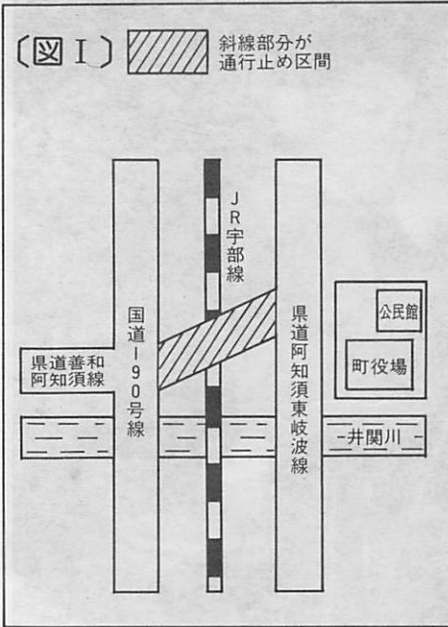 〔図Ⅰ〕
斜線部分が
通行止め区間
JR宇部線
国道190号線
県道阿知須東岐波線
公民館
町役場
県道善和
阿知須線
井関川